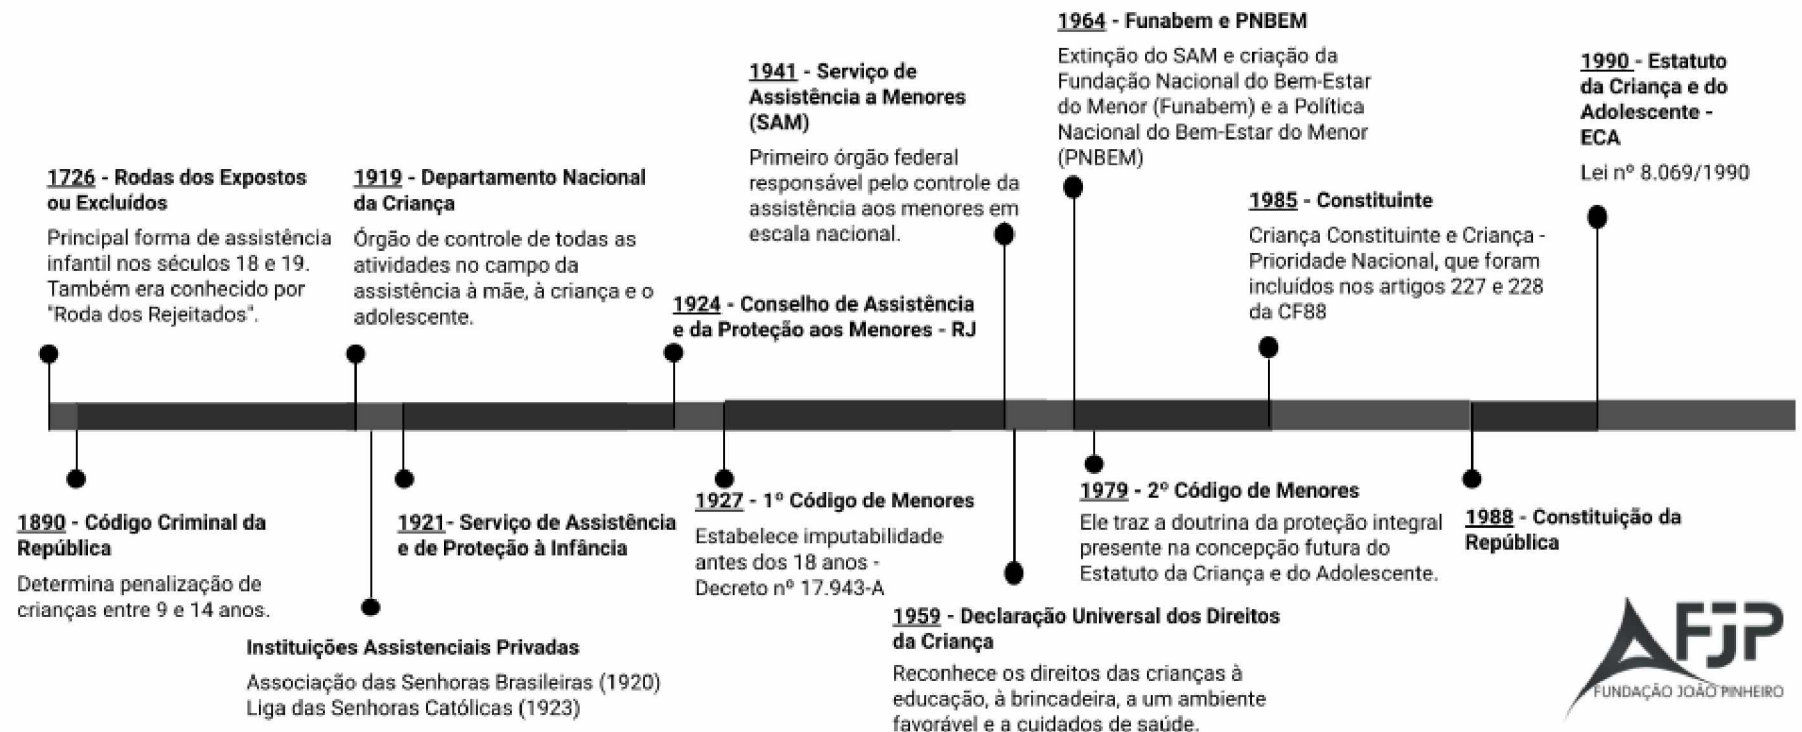 1726 - Rodas dos Expostos
ou Excluídos
Principal forma de assistência
infantil nos séculos 18 e 19.
Também era conhecido por
"Roda dos Rejeitados".
1890 - Código Criminal da
República
Determina penalização de
crianças entre 9 e 14 anos.
1919 - Departamento Nacional
da Criança
Órgão de controle de todas as
atividades no campo da
assistência à mãe, à criança e o
adolescente.
Instituições Assistenciais Privadas
Associação das Senhoras Brasileiras (1920)
Liga das Senhoras Católicas (1923)
1921- Serviço de Assistência
e de Proteção à Infância
1924 - Conselho de Assistência
e da Proteção aos Menores - RJ
1927 - 1º Código de Menores
Estabelece imputabilidade
antes dos 18 anos -
Decreto nº 17.943-A
1941 - Serviço de
Assistência a Menores
(SAM)
Primeiro órgão federal
responsável pelo controle da
assistência aos menores em
escala nacional.
1959 - Declaração Universal dos Direitos
da Criança
Reconhece os direitos das crianças à
educação, à brincadeira, a um ambiente
favorável e a cuidados de saúde.
1964 - Funabem e PNBEM
Extinção do SAM e criação da
Fundação Nacional do Bem-Estar
do Menor (Funabem) e a Política
Nacional do Bem-Estar do Menor
(PNBEM)
1979 - 2º Código de Menores
Ele traz a doutrina da proteção integral
presente na concepção futura do
Estatuto da Criança e do Adolescente.
1985 - Constituinte
Criança Constituinte e Criança -
Prioridade Nacional, que foram
incluídos nos artigos 227 e 228
da CF88
1988 - Constituição da
República
1990 - Estatuto
da Criança e do
Adolescente -
ECA
Lei nº 8.069/1990
FJP
FUNDAÇÃO JOÃO PINHEIRO